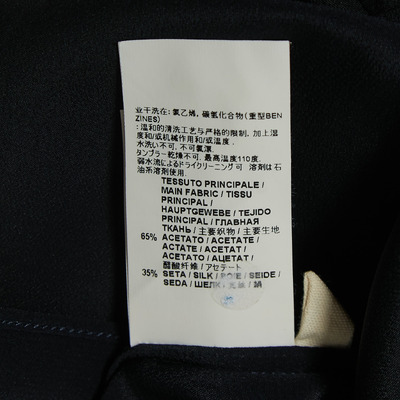 业干洗在: 氯乙烯, 碳氢化合物 (重型BEN
ZINES)
:温和的清洗工艺与严格的限制, 加上湿
度和/或机械作用和/或温度.
水洗い不可. 不可氯漂.
タンブラー乾燥不可. 最高温度110度.
弱水流によるドライクリーニング可 溶剤は石
油系溶剤使用.
TESSUTO PRINCIPALE /
MAIN FABRIC / TISSU
PRINCIPAL /
HAUPTGEWEBE / TEJIDO
PRINCIPAL / ГЛАВНАЯ
ТКАНЬ / 主要织物 / 主要生地
65% ACETATO / ACETATE /
ACTATE / ACETAT /
ACETATO / АЦЕТАТ /
醋酸纤维 / アセテート
35% SETA / SILK / SOIE / SEIDE /
SEDA / ШЕЛК / 绢